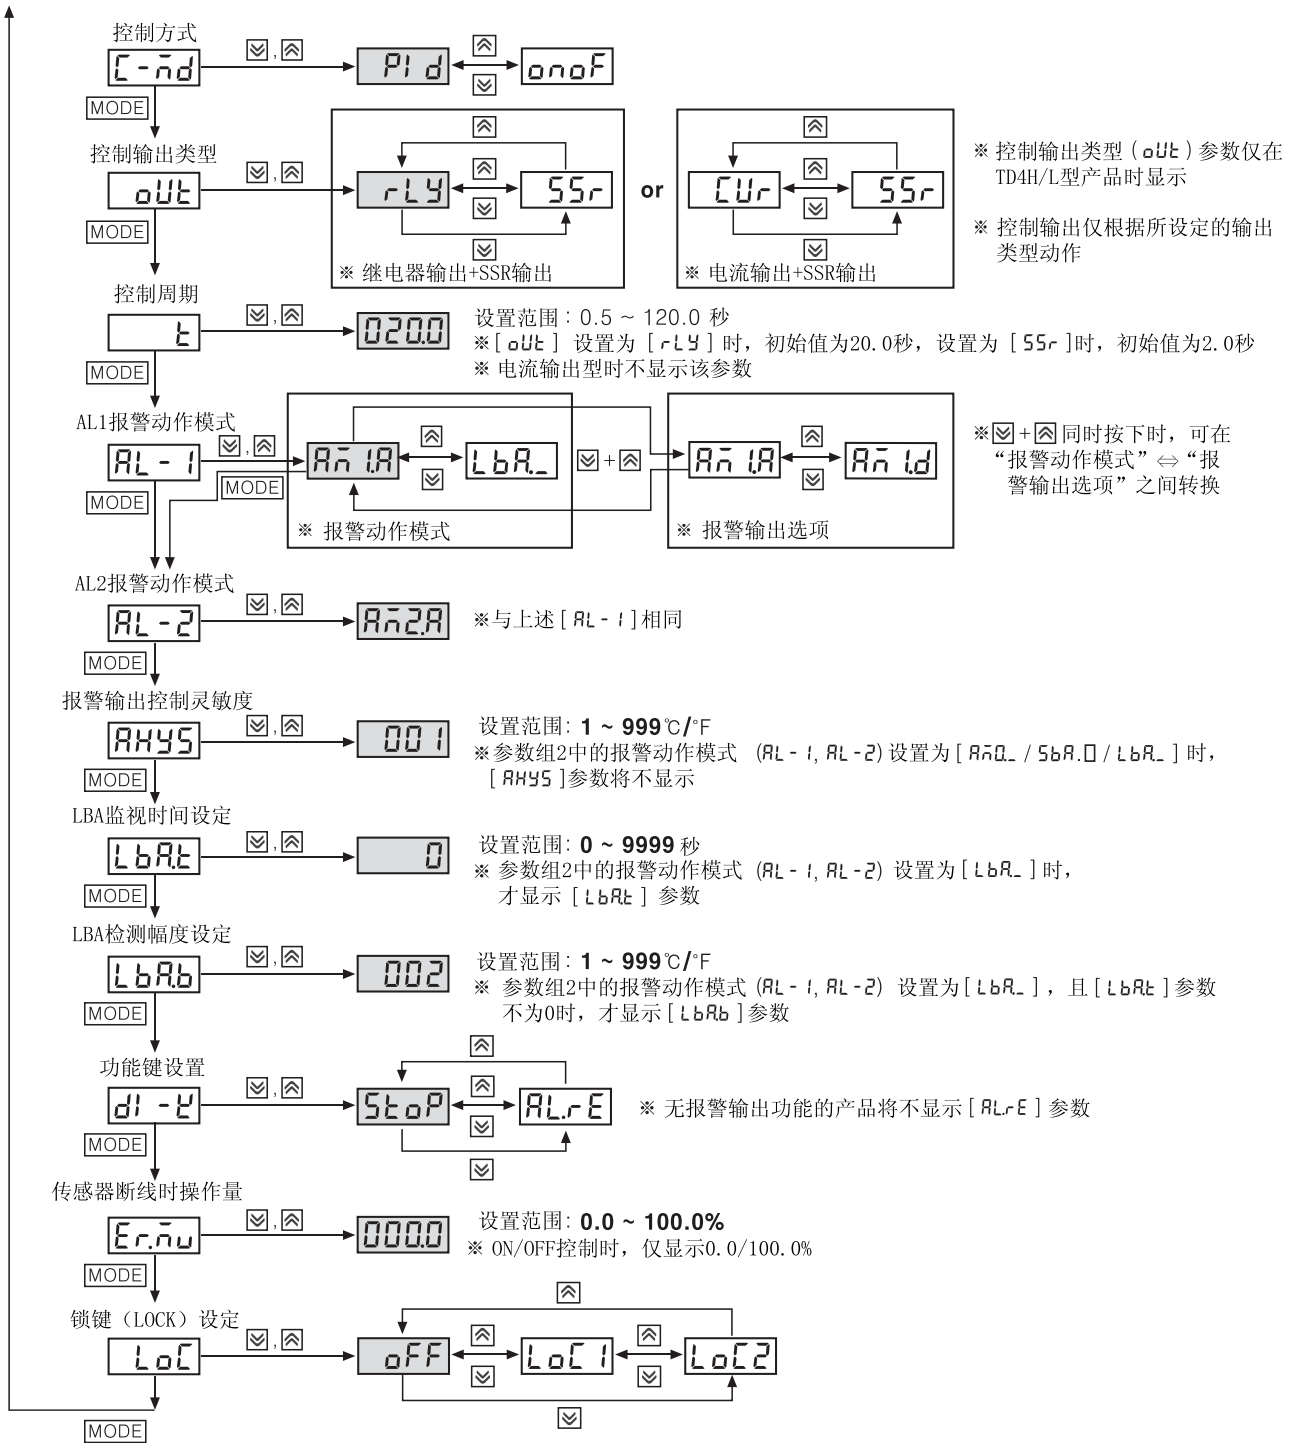 控制方式
C-md
PI d
onoF
MODE
控制输出类型
oUt
rLY
SSr
※ 继电器输出+SSR输出
or
CUr
SSr
※ 电流输出+SSR输出
※ 控制输出类型 ( oUt ) 参数仅在
TD4H/L型产品时显示
※ 控制输出仅根据所设定的输出
类型动作
MODE
控制周期
t
020.0
设置范围 : 0.5 ~ 120.0 秒
※[ oUt ] 设置为 [ rLY ] 时，初始值为20.0秒，设置为 [ SSr ]时，初始值为2.0秒
※ 电流输出型时不显示该参数
MODE
AL1报警动作模式
AL-1
Am1.A
LbA._
※ 报警动作模式
+
Am1.A
Am1.d
※ 报警输出选项
※ + 同时按下时，可在
“报警动作模式” ⇔ “报
警输出选项” 之间转换
MODE
MODE
AL2报警动作模式
AL-2
Am2.A
※与上述 [ AL-1 ]相同
MODE
报警输出控制灵敏度
AHYS
001
设置范围: 1 ~ 999℃/℉
※参数组2中的报警动作模式 (AL-1, AL-2) 设置为 [ Am0._ / SbA.0 / LbA._ ] 时，
[ AHYS ]参数将不显示
MODE
LBA监视时间设定
LbA.t
0
设置范围: 0 ~ 9999 秒
※ 参数组2中的报警动作模式 (AL-1, AL-2) 设置为 [ LbA._ ] 时，
才显示 [ LbA.t ] 参数
MODE
LBA检测幅度设定
LbA.b
002
设置范围 : 1 ~ 999℃/℉
※ 参数组2中的报警动作模式 (AL-1, AL-2) 设置为 [ LbA._ ] ，且 [ LbA.t ] 参数
不为0时，才显示 [ LbA.b ] 参数
MODE
功能键设置
dI -K
StoP
AL.rE
※ 无报警输出功能的产品将不显示 [ AL.rE ] 参数
MODE
传感器断线时操作量
Er.mv
000.0
设置范围: 0.0 ~ 100.0%
※ ON/OFF控制时，仅显示0.0/100.0%
MODE
锁键（LOCK）设定
LoC
oFF
LoC1
LoC2
MODE